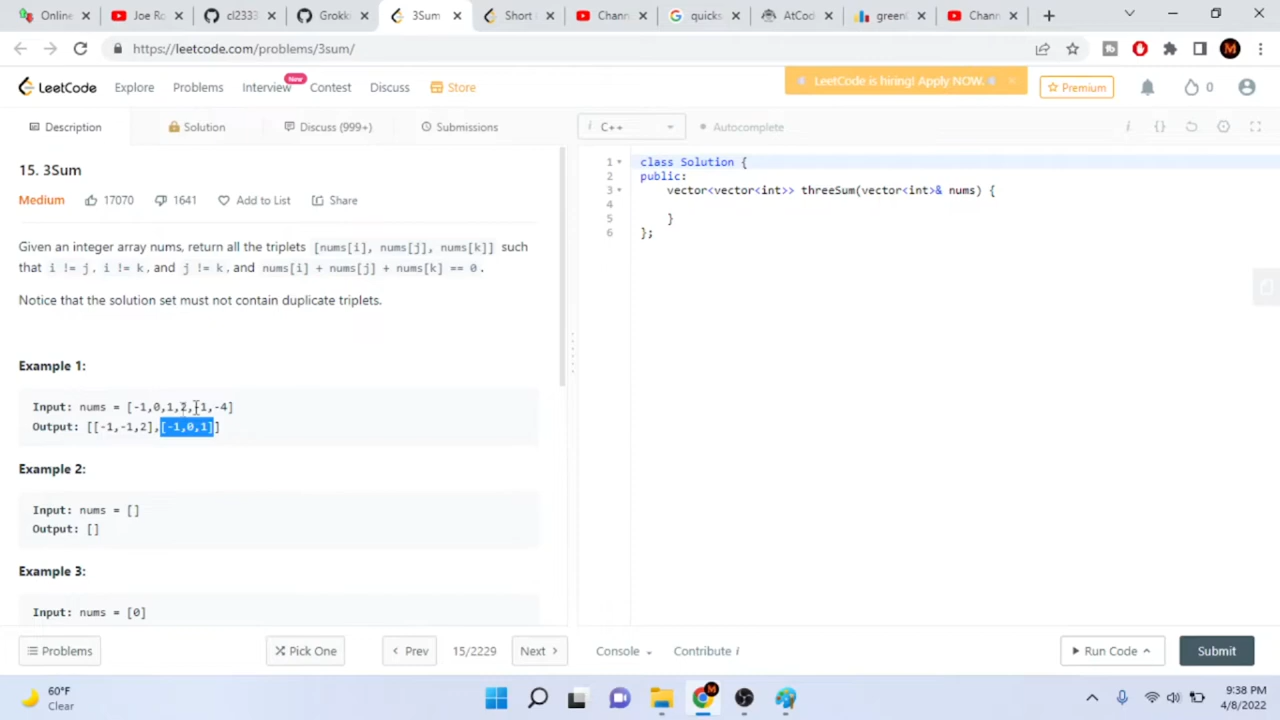 Online
Joe Ro
cl2333
Grokki
3Sum
Short
Chann
quicks
AtCod
green
Chann
https://leetcode.com/problems/3sum/
M
LeetCode
Explore
Problems
Interview
New
Contest
Discuss
Store
LeetCode is hiring! Apply NOW.
Premium
0
Description
Solution
Discuss (999+)
Submissions
i C++
Autocomplete
15. 3Sum
Medium
17070
1641
Add to List
Share
Given an integer array nums, return all the triplets [nums[i], nums[j], nums[k]] such
that i != j, i != k, and j != k, and nums[i] + nums[j] + nums[k] == 0.
Notice that the solution set must not contain duplicate triplets.
Example 1:
Input: nums = [-1,0,1,2,-1,-4]
Output: [[-1,-1,2],[-1,0,1]]
Example 2:
Input: nums = []
Output: []
Example 3:
Input: nums = [0]
1 class Solution {
2 public:
3 vector<vector<int>> threeSum(vector<int>& nums) {
4
5 }
6 };
Problems
Pick One
Prev
15/2229
Next
Console
Contribute i
Run Code
Submit
60°F
Clear
9:38 PM
4/8/2022